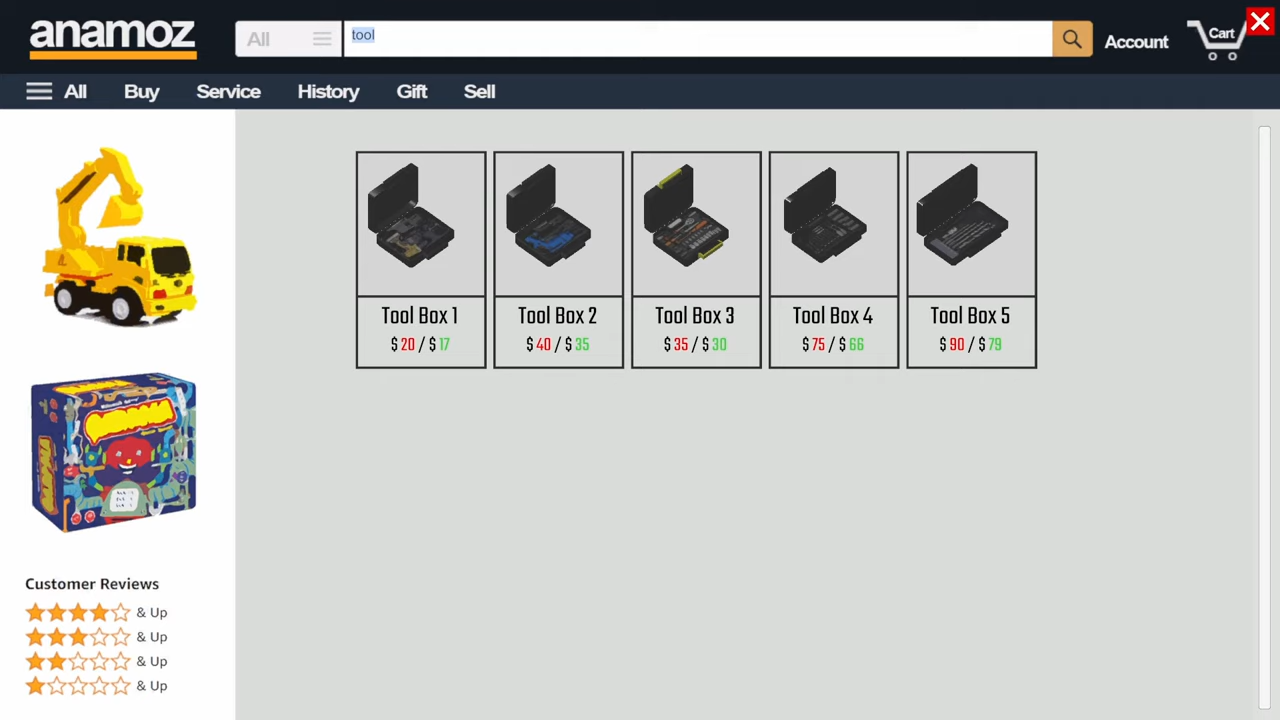 anamoz
All
tool
Account
Cart
All
Buy
Service
History
Gift
Sell
Tool Box 1
$ 20 / $ 17
Tool Box 2
$ 40 / $ 35
Tool Box 3
$ 35 / $ 30
Tool Box 4
$ 75 / $ 66
Tool Box 5
$ 90 / $ 79
Customer Reviews
& Up
& Up
& Up
& Up